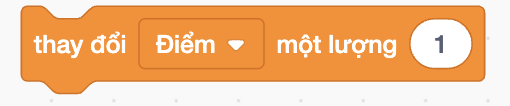 thay đổi Điểm một lượng 1